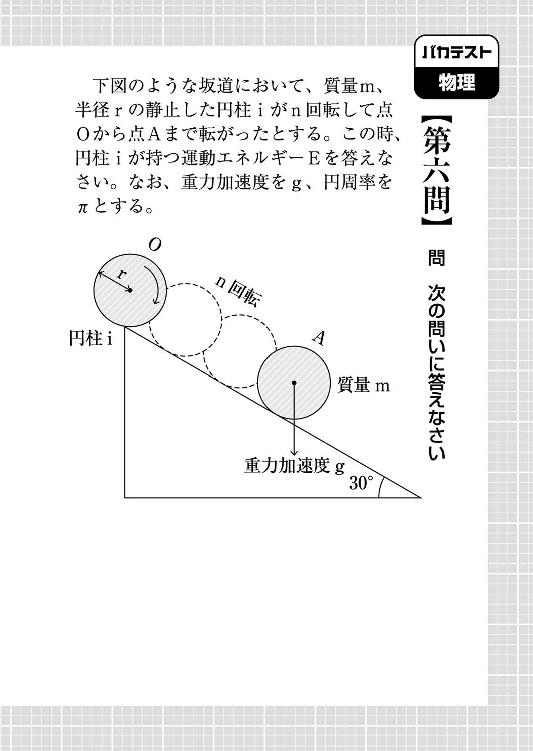 バカテスト
物理
【第六問】
問　次の問いに答えなさい
下図のような坂道において、質量m、
半径rの静止した円柱iがn回転して点
Oから点Aまで転がったとする。この時、
円柱iが持つ運動エネルギーEを答えな
さい。なお、重力加速度をg、円周率を
πとする。
O
r
n回転
円柱i
A
質量m
重力加速度g
30°